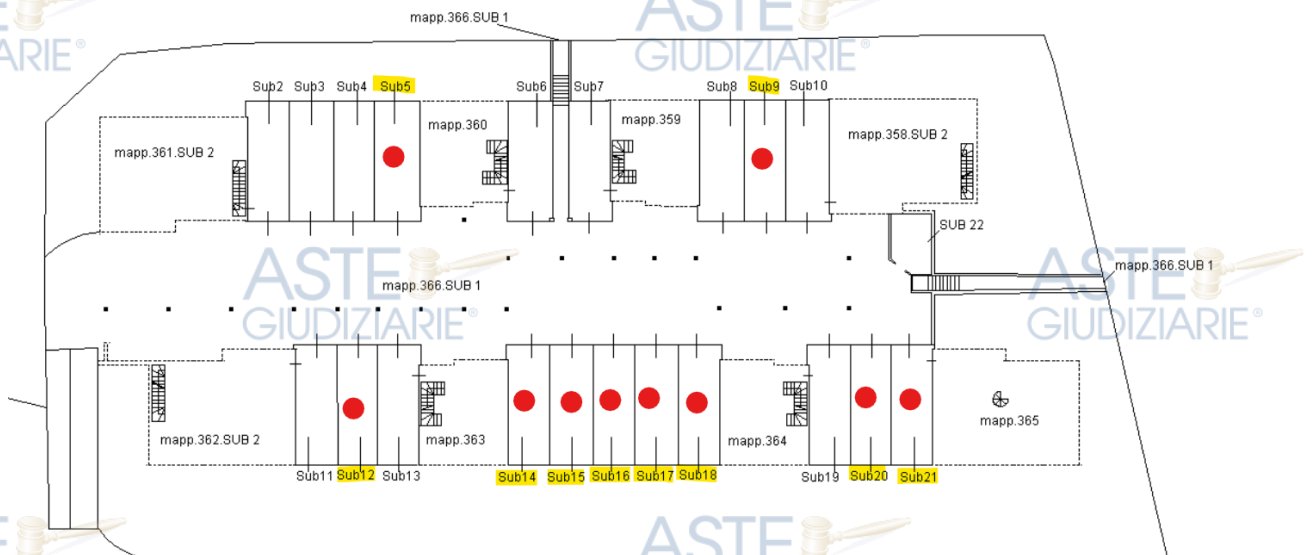 mapp.366.SUB 1
ASTE
GIUDIZIARIE®
ARIE®
Sub2
Sub3
Sub4
Sub5
Sub6
Sub7
Sub8
Sub9
Sub10
mapp.361.SUB 2
mapp.360
mapp.359
mapp.358.SUB 2
SUB 22
ASTE
GIUDIZIARIE®
mapp.366.SUB 1
ASTE
GIUDIZIARIE®
mapp.366.SUB 1
mapp.362.SUB 2
mapp.363
mapp.364
mapp.365
Sub11
Sub12
Sub13
Sub14
Sub15
Sub16
Sub17
Sub18
Sub19
Sub20
Sub21
ASTE